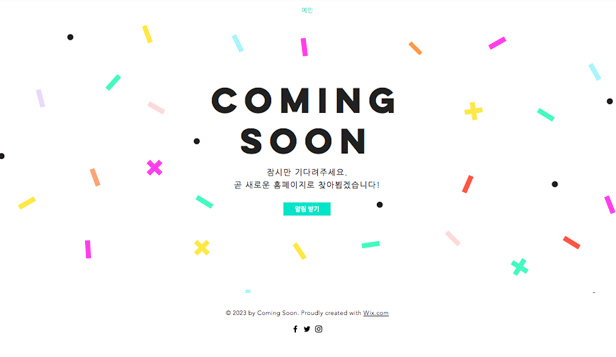 메인
COMING
SOON
잠시만 기다려주세요.
곧 새로운 홈페이지로 찾아뵙겠습니다!
알림 받기
© 2023 by Coming Soon. Proudly created with Wix.com